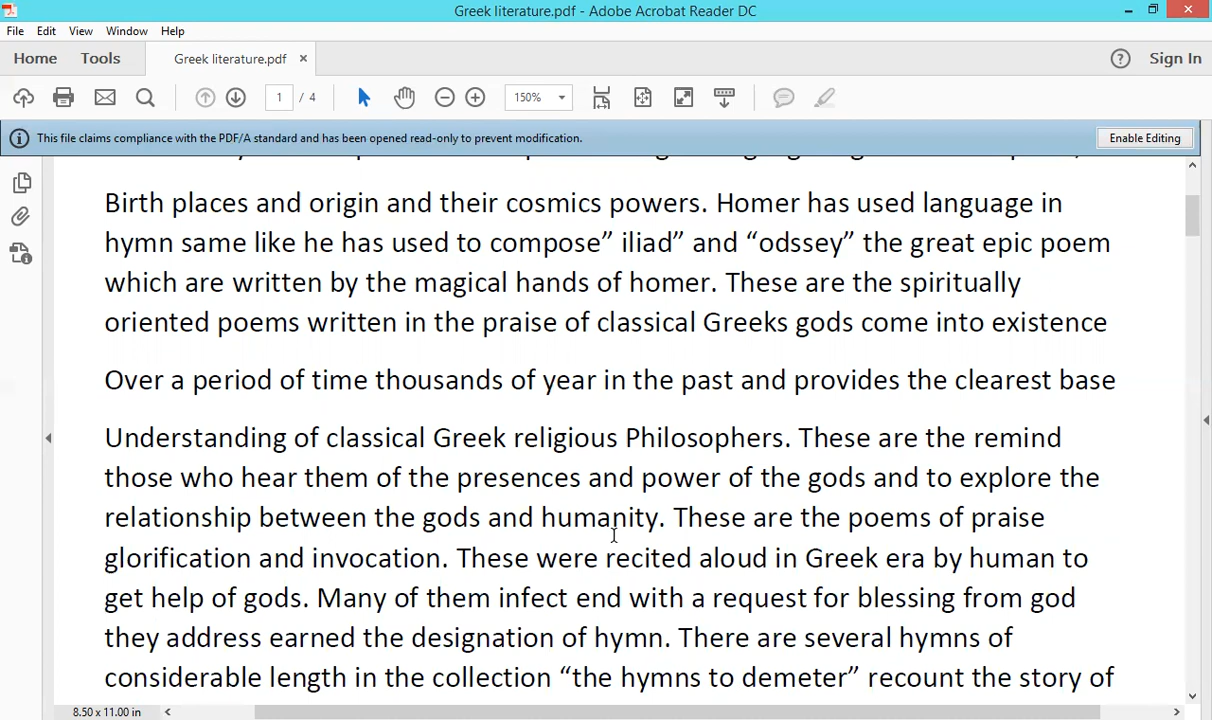 Greek literature.pdf - Adobe Acrobat Reader DC
File Edit View Window Help
Home Tools Greek literature.pdf × Sign In
1 / 4 150%
This file claims compliance with the PDF/A standard and has been opened read-only to prevent modification. Enable Editing
Birth places and origin and their cosmics powers. Homer has used language in
hymn same like he has used to compose” iliad” and “odssey” the great epic poem
which are written by the magical hands of homer. These are the spiritually
oriented poems written in the praise of classical Greeks gods come into existence
Over a period of time thousands of year in the past and provides the clearest base
Understanding of classical Greek religious Philosophers. These are the remind
those who hear them of the presences and power of the gods and to explore the
relationship between the gods and humanity. These are the poems of praise
glorification and invocation. These were recited aloud in Greek era by human to
get help of gods. Many of them infect end with a request for blessing from god
they address earned the designation of hymn. There are several hymns of
considerable length in the collection “the hymns to demeter” recount the story of
8.50 x 11.00 in